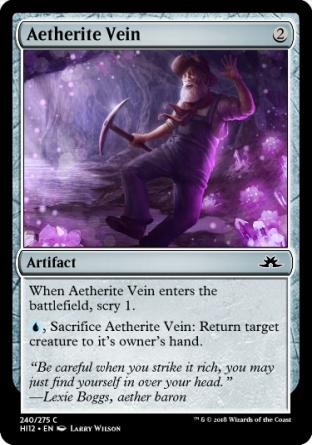 Aetherite Vein 2
Artifact
When Aetherite Vein enters the
battlefield, scry 1.
, Sacrifice Aetherite Vein: Return target
creature to it's owner's hand.
“Be careful when you strike it rich, you may
just find yourself in over your head.”
—Lexie Boggs, aether baron
240/275 C
HI12 • EN Larry Wilson
™ & © 2018 Wizards of the Coast